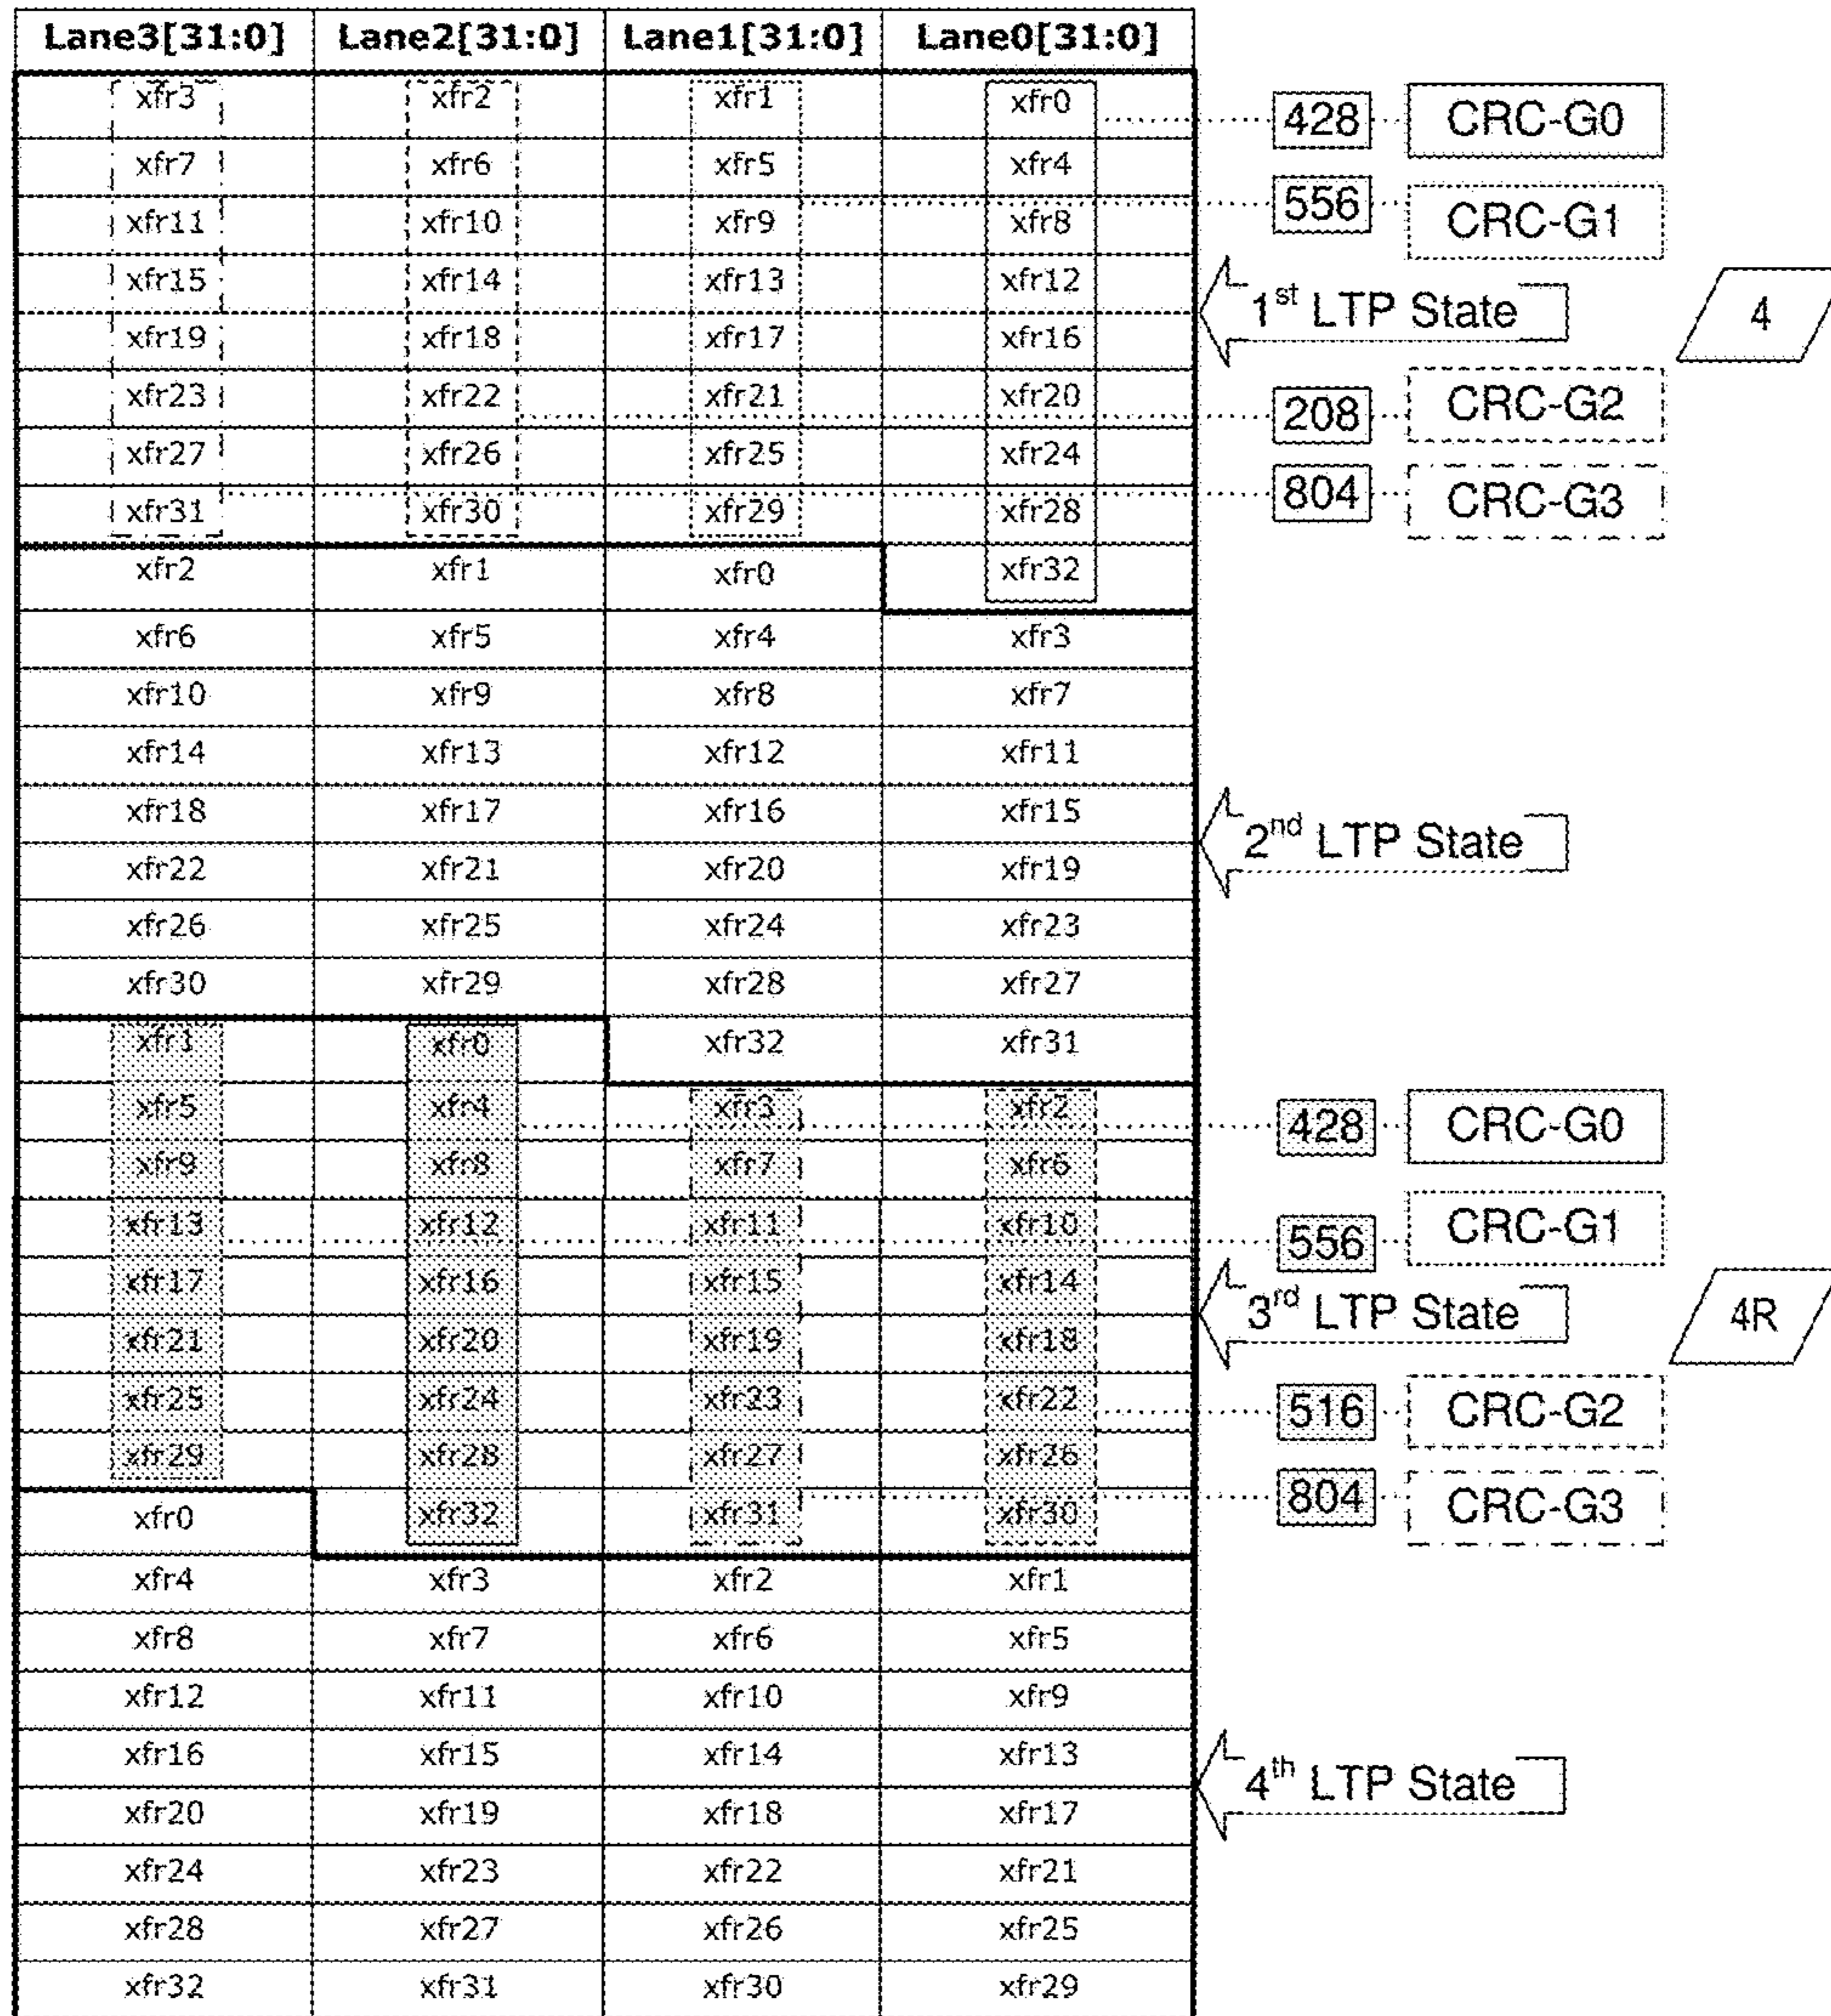 Lane3[31:0] Lane2[31:0] Lane1[31:0] Lane0[31:0]
xfr3 xfr2 xfr1 xfr0 428 CRC-G0
xfr7 xfr6 xfr5 xfr4
556 CRC-G1
xfr11 xfr10 xfr9 xfr8
xfr15 xfr14 xfr13 xfr12
1st LTP State 4
xfr19 xfr18 xfr17 xfr16
xfr23 xfr22 xfr21 xfr20 208 CRC-G2
xfr27 xfr26 xfr25 xfr24
804 CRC-G3
xfr31 xfr30 xfr29 xfr28
xfr2 xfr1 xfr0 xfr32
xfr6 xfr5 xfr4 xfr3
xfr10 xfr9 xfr8 xfr7
xfr14 xfr13 xfr12 xfr11
xfr18 xfr17 xfr16 xfr15
2nd LTP State
xfr22 xfr21 xfr20 xfr19
xfr26 xfr25 xfr24 xfr23
xfr30 xfr29 xfr28 xfr27
xfr1 xfr0 xfr32 xfr31
xfr5 xfr4 xfr3 xfr2 428 CRC-G0
xfr9 xfr8 xfr7 xfr6
xfr13 xfr12 xfr11 xfr10 556 CRC-G1
xfr17 xfr16 xfr15 xfr14
3rd LTP State 4R
xfr21 xfr20 xfr19 xfr18
xfr25 xfr24 xfr23 xfr22 516 CRC-G2
xfr29 xfr28 xfr27 xfr26
xfr0 xfr32 xfr31 xfr30 804 CRC-G3
xfr4 xfr3 xfr2 xfr1
xfr8 xfr7 xfr6 xfr5
xfr12 xfr11 xfr10 xfr9
xfr16 xfr15 xfr14 xfr13
4th LTP State
xfr20 xfr19 xfr18 xfr17
xfr24 xfr23 xfr22 xfr21
xfr28 xfr27 xfr26 xfr25
xfr32 xfr31 xfr30 xfr29